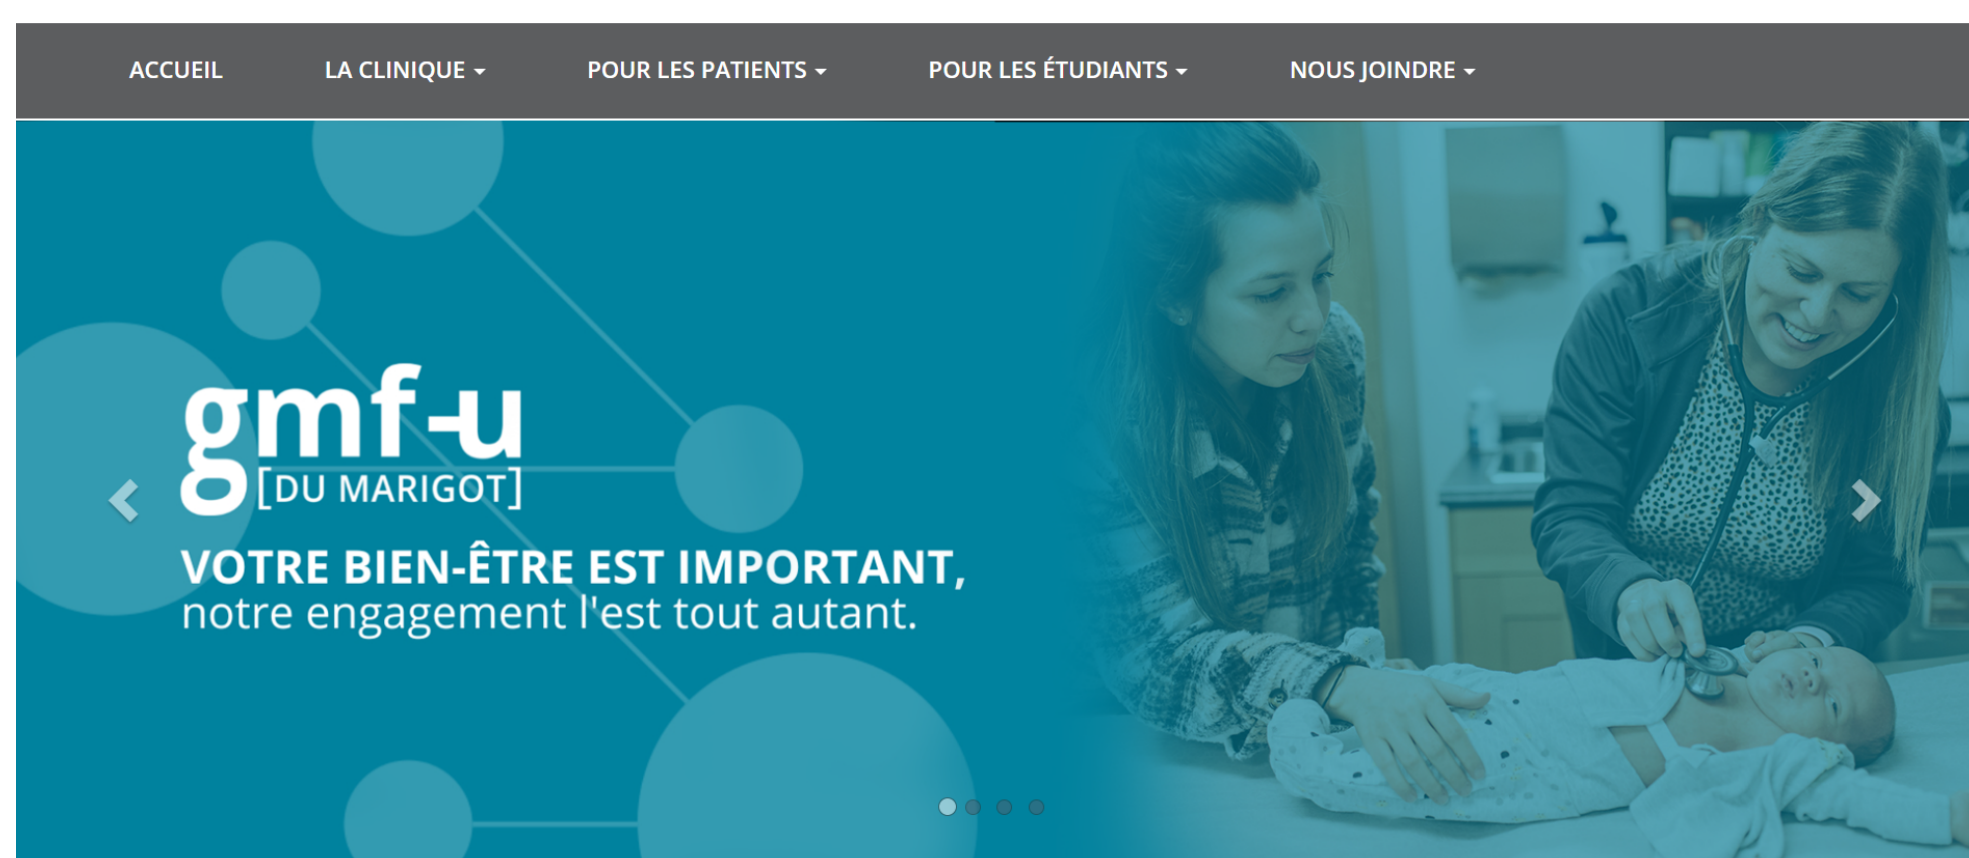 ACCUEIL
LA CLINIQUE
POUR LES PATIENTS
POUR LES ÉTUDIANTS
NOUS JOINDRE
gmf-u
[DU MARIGOT]
VOTRE BIEN-ÊTRE EST IMPORTANT,
notre engagement l'est tout autant.